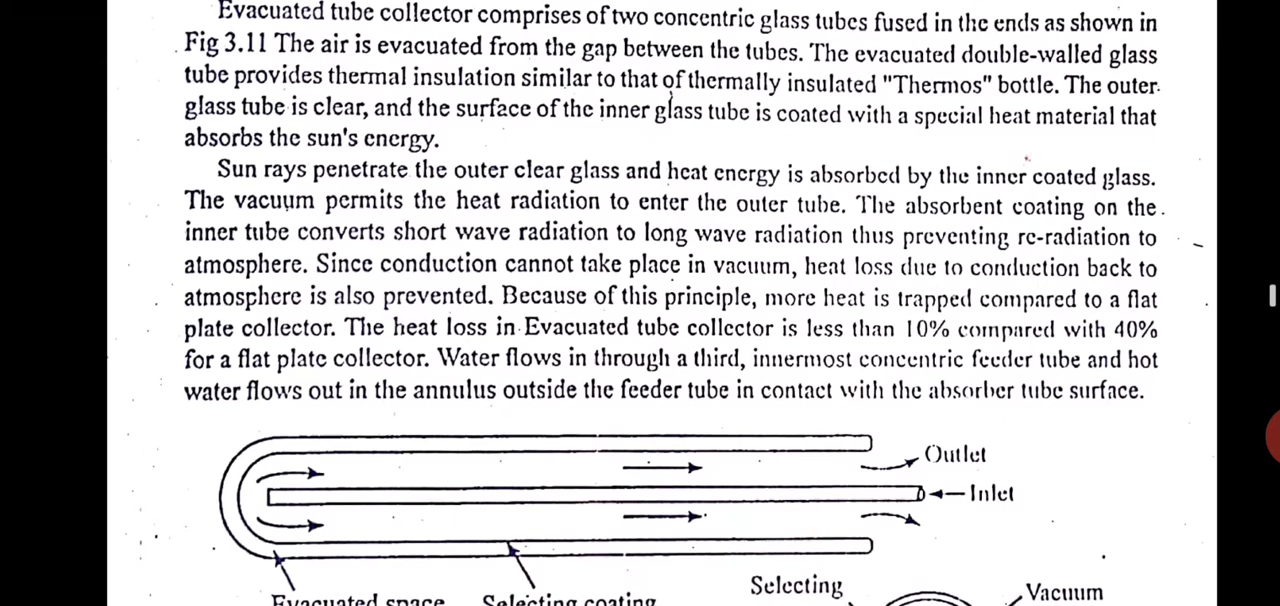 Evacuated tube collector comprises of two concentric glass tubes fused in the ends as shown in
Fig 3.11 The air is evacuated from the gap between the tubes. The evacuated double-walled glass
tube provides thermal insulation similar to that of thermally insulated "Thermos" bottle. The outer
glass tube is clear, and the surface of the inner glass tube is coated with a special heat material that
absorbs the sun's energy.
Sun rays penetrate the outer clear glass and heat energy is absorbed by the inner coated glass.
The vacuum permits the heat radiation to enter the outer tube. The absorbent coating on the
inner tube converts short wave radiation to long wave radiation thus preventing re-radiation to
atmosphere. Since conduction cannot take place in vacuum, heat loss due to conduction back to
atmosphere is also prevented. Because of this principle, more heat is trapped compared to a flat
plate collector. The heat loss in Evacuated tube collector is less than 10% compared with 40%
for a flat plate collector. Water flows in through a third, innermost concentric feeder tube and hot
water flows out in the annulus outside the feeder tube in contact with the absorber tube surface.
Outlet
Inlet
Evacuated space
Selecting coating
Selecting
Vacuum